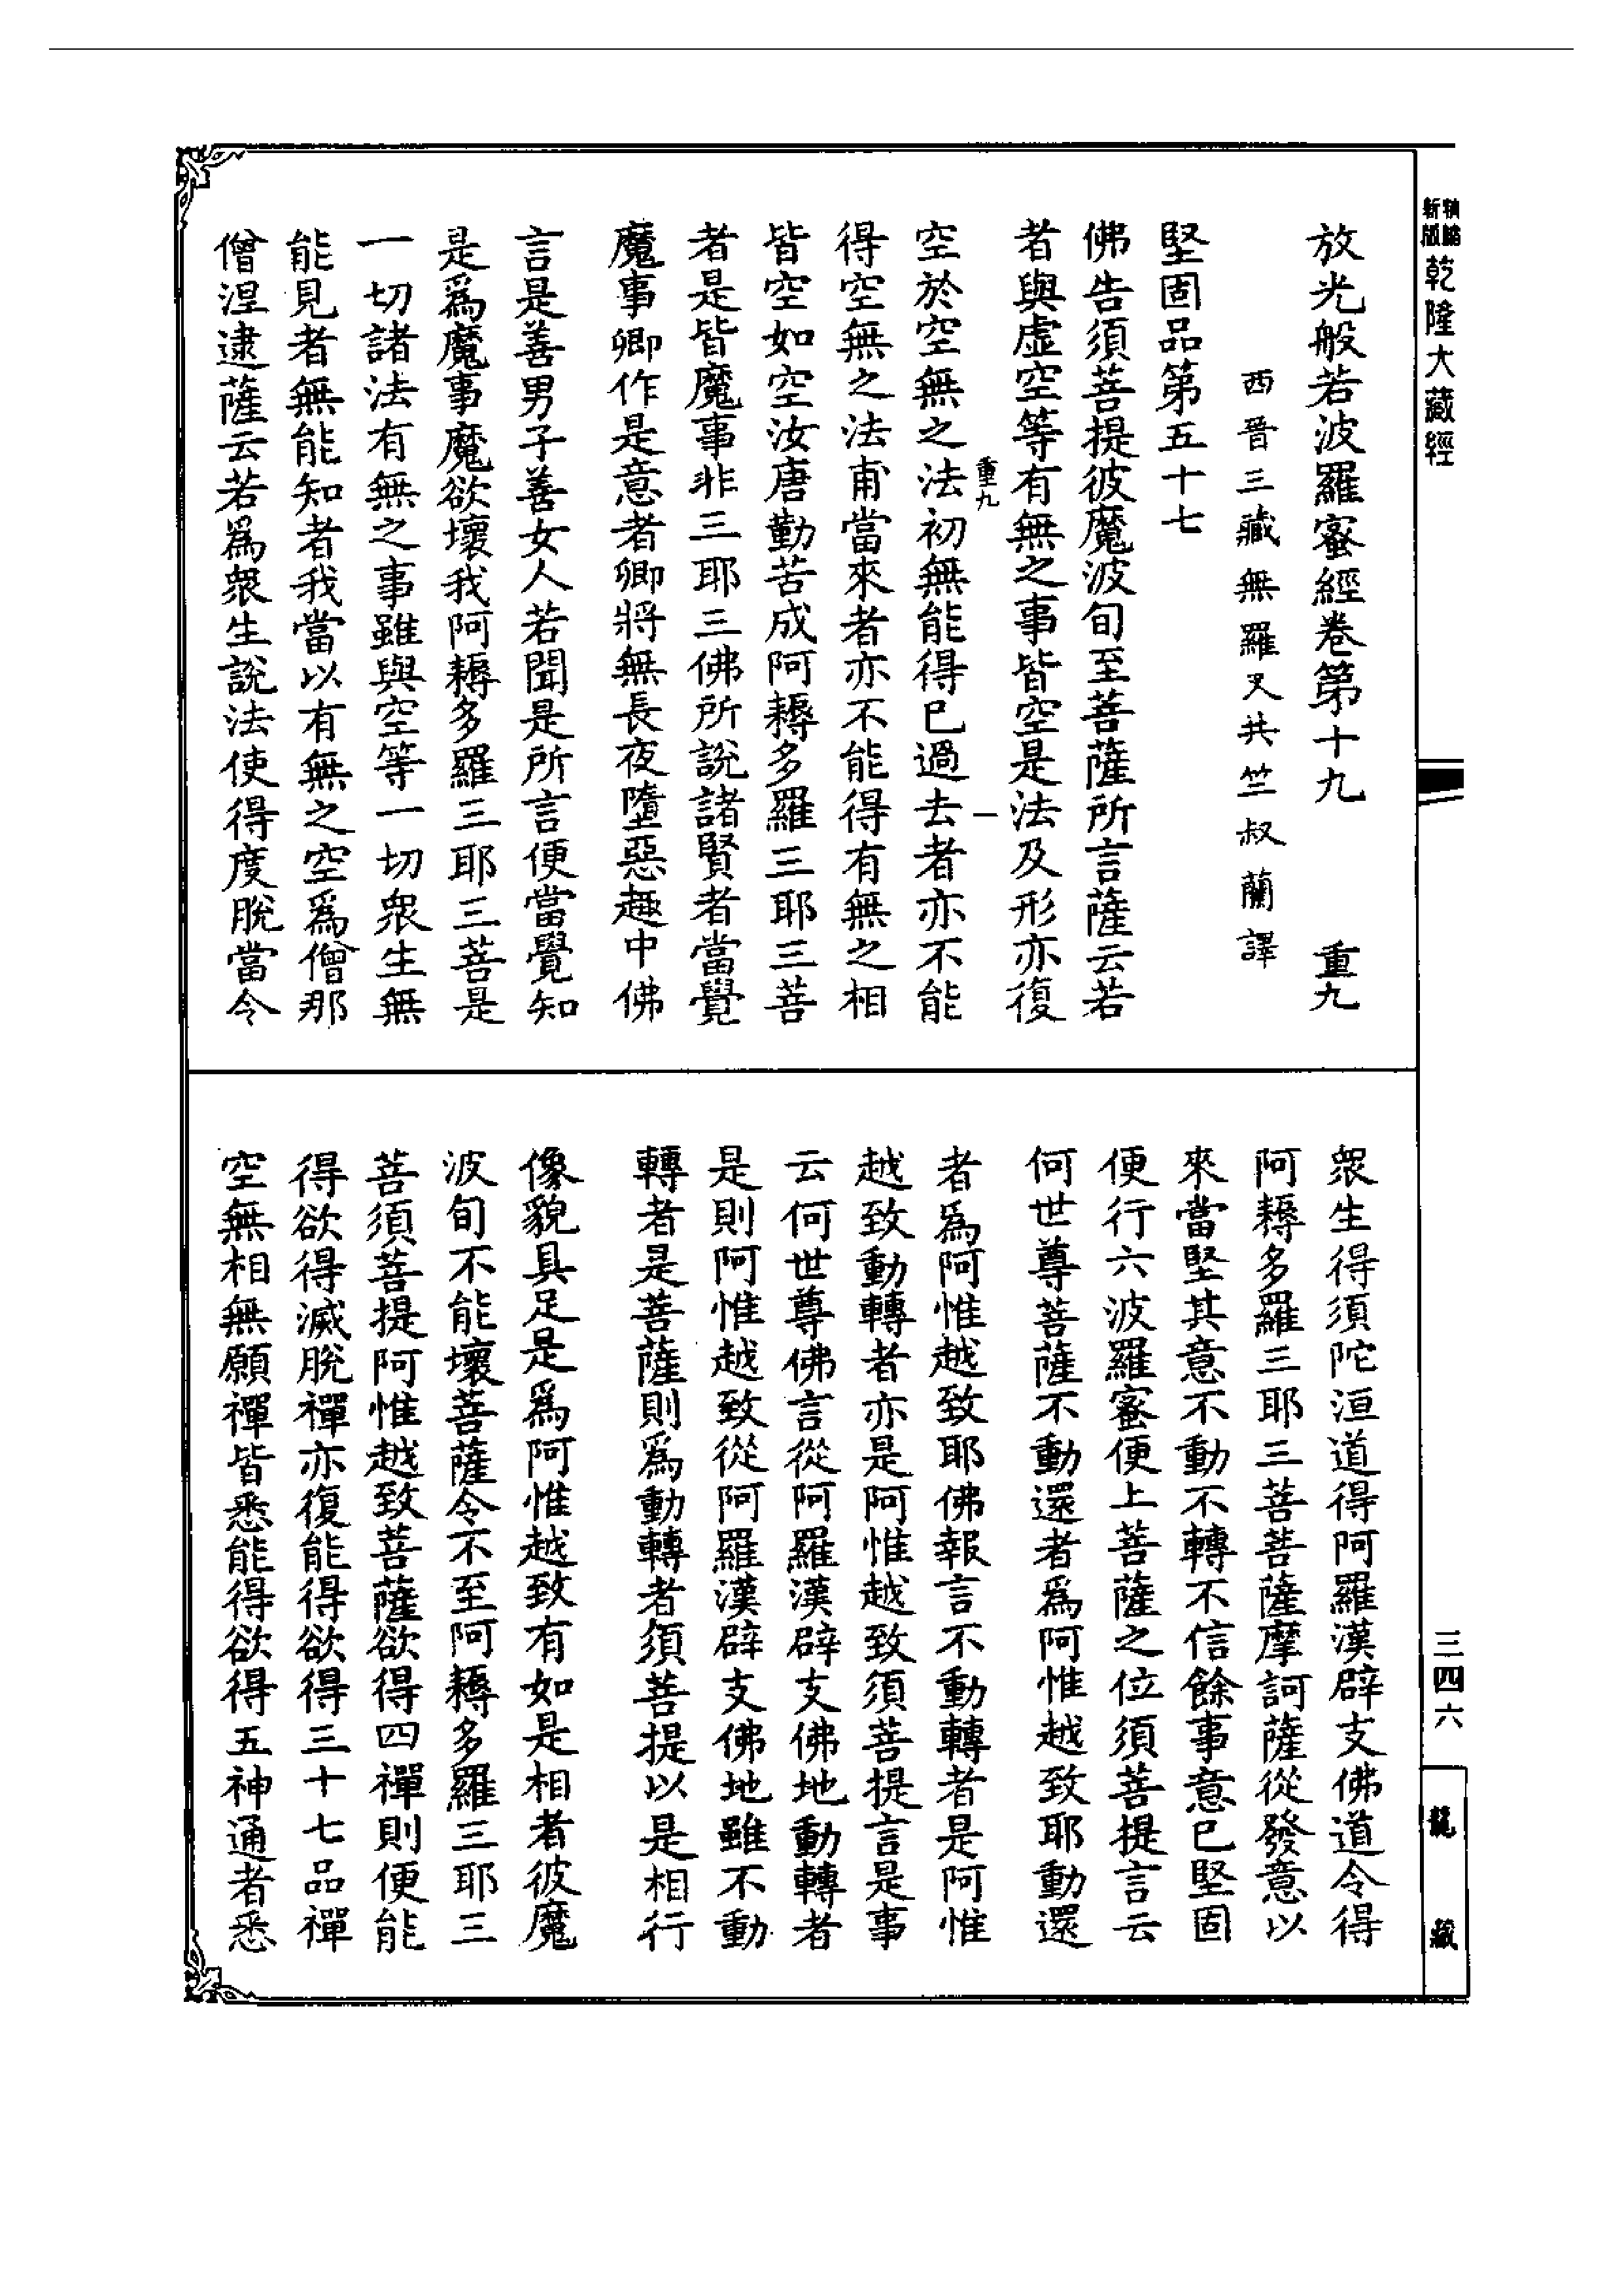 新版
乾隆大藏經
放光般若波羅蜜經卷第十九 重九
西晉三藏無羅叉共竺叔蘭譯
堅固品第五十七
佛告須菩提彼魔波旬至菩薩所言薩云若
者與虛空等有無之事皆空是法及形亦復
重九 一
空於空無之法初無能得已過去者亦不能
得空無之法甫當來者亦不能得有無之相
皆空如空汝唐勤苦成阿耨多羅三耶三菩
者是皆魔事非三耶三佛所說諸賢者當覺
魔事卿作是意者卿將無長夜墮惡趣中佛
言是善男子善女人若聞是所言便當覺知
是爲魔事魔欲壞我阿耨多羅三耶三菩是
一切諸法有無之事雖與空等一切眾生無
能見者無能知者我當以有無之空爲僧那
僧涅逮薩云若爲眾生說法使得度脫當令
眾生得須陀洹道得阿羅漢辟支佛道令得
阿耨多羅三耶三菩菩薩摩訶薩從發意以
來當堅其意不動不轉不信餘事意已堅固
便行六波羅蜜便上菩薩之位須菩提言云
何世尊菩薩不動還者爲阿惟越致耶動還
者爲阿惟越致耶佛報言不動轉者是阿惟
越致動轉者亦是阿惟越致須菩提言是事
云何世尊佛言從阿羅漢辟支佛地動轉者
是則阿惟越致從阿羅漢辟支佛地雖不動
轉者是菩薩則爲動轉者須菩提以是相行
像貌具足是爲阿惟越致有如是相者彼魔
波旬不能壞菩薩令不至阿耨多羅三耶三
菩須菩提阿惟越致菩薩欲得四禪則便能
得欲得滅脫禪亦復能得欲得三十七品禪
空無相無願禪皆悉能得欲得五神通者悉
三四六
龍藏